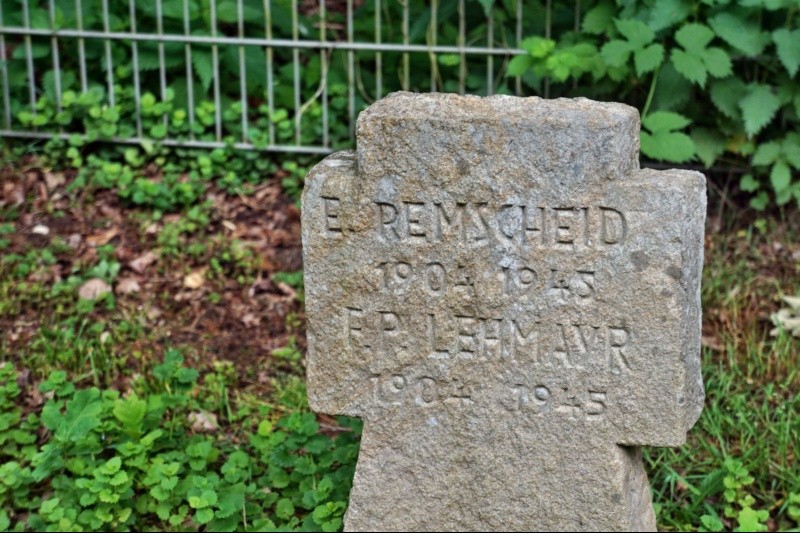 E. REMSCHEID
1904 1945
F.P. LEHMAYR
1904 1945